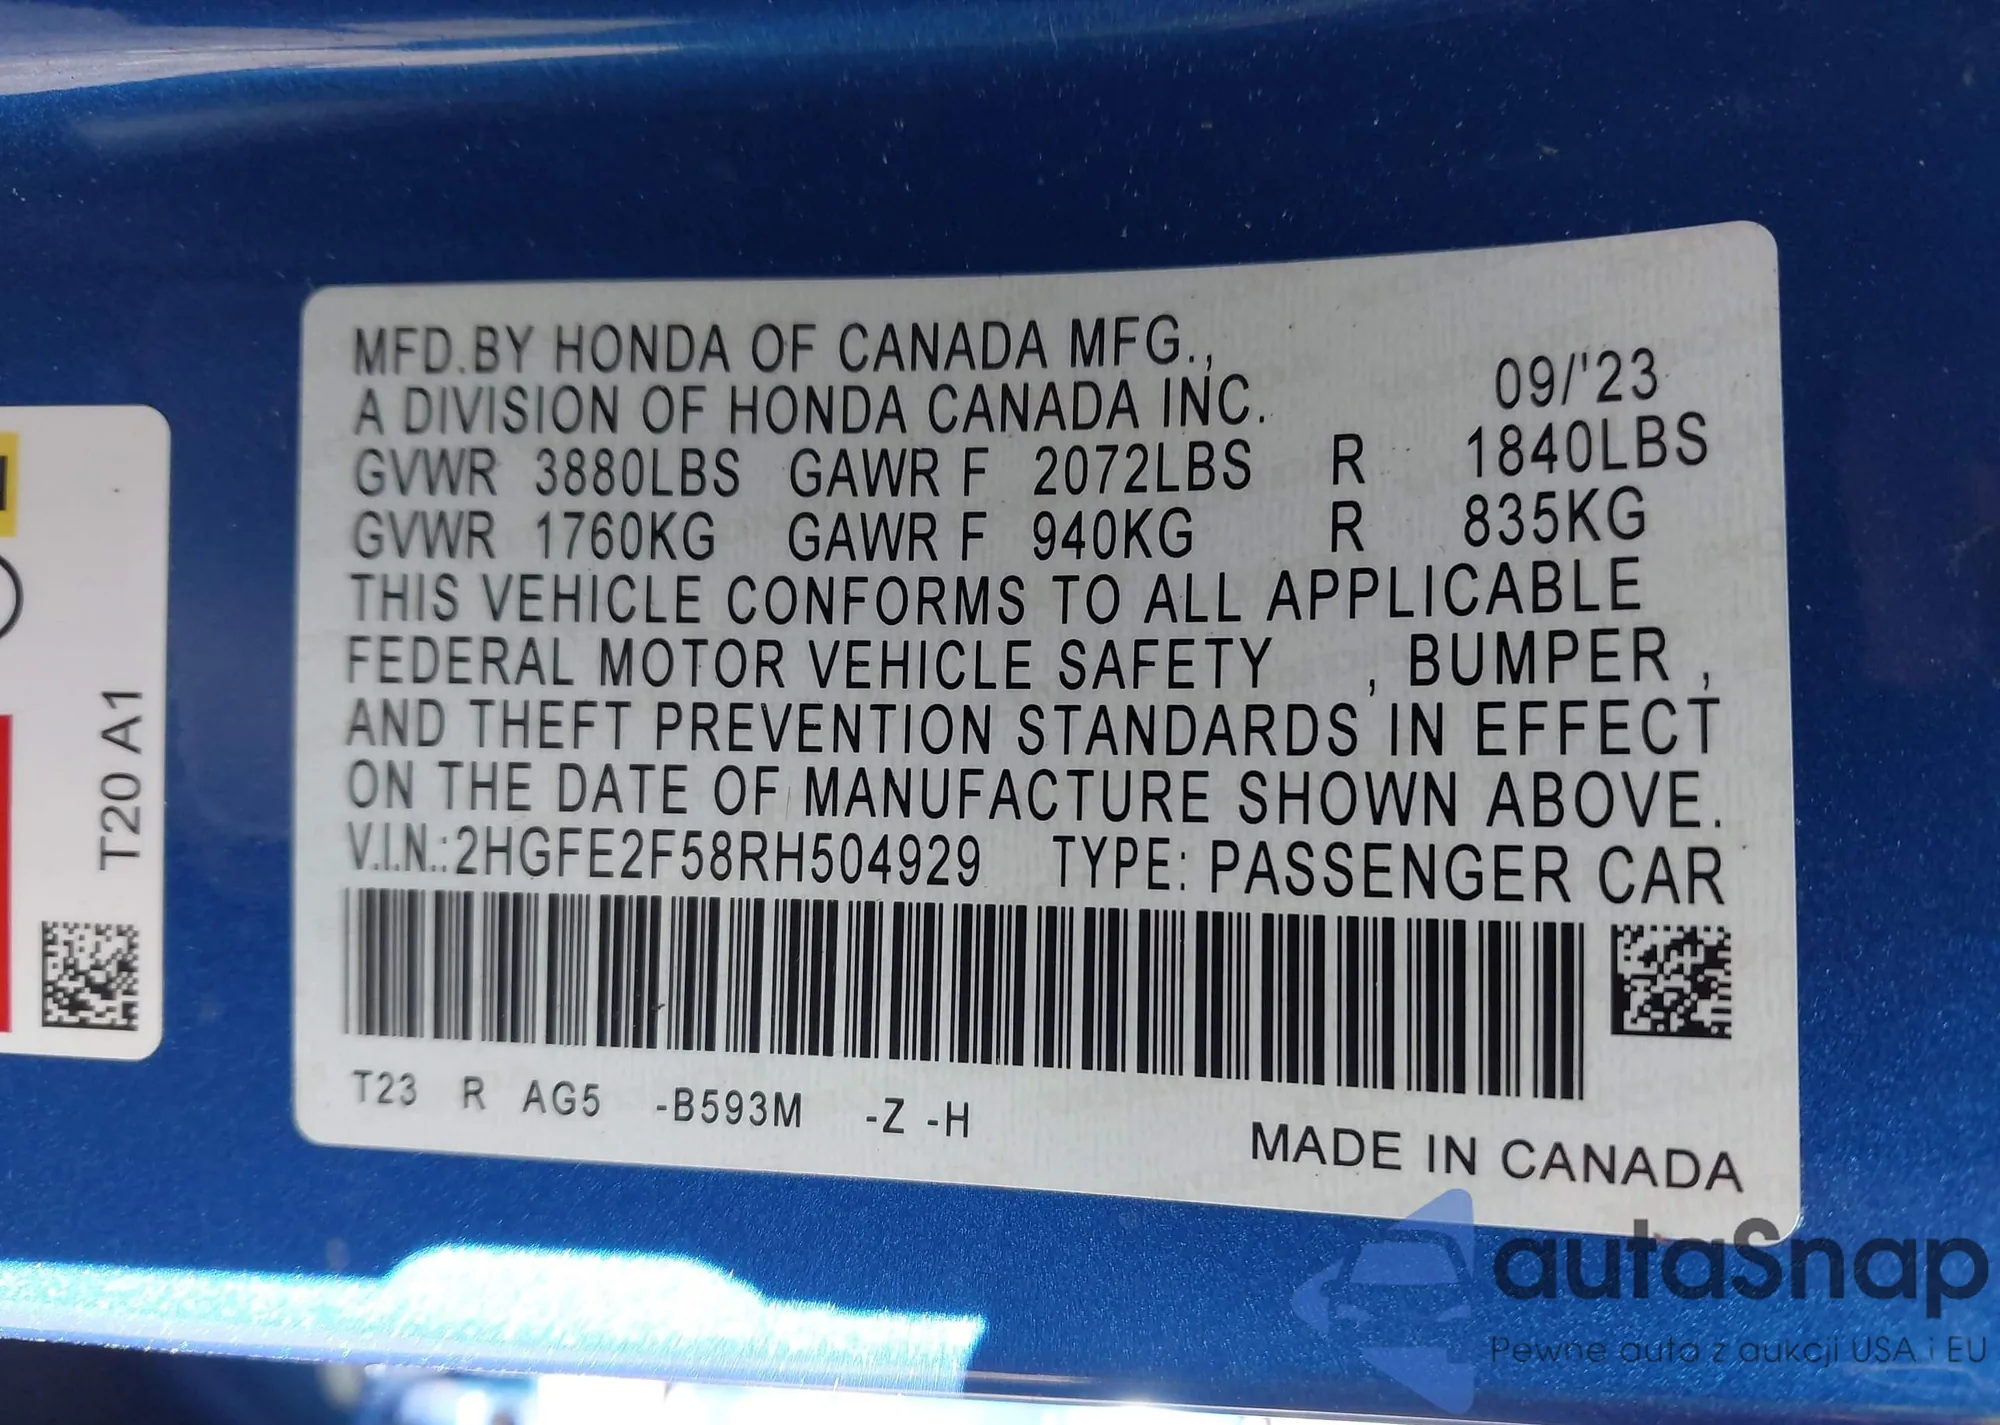 MFD.BY HONDA OF CANADA MFG.,
A DIVISION OF HONDA CANADA INC. 09/'23
GVWR 3880LBS GAWR F 2072LBS R 1840LBS
GVWR 1760KG GAWR F 940KG R 835KG
THIS VEHICLE CONFORMS TO ALL APPLICABLE
FEDERAL MOTOR VEHICLE SAFETY , BUMPER ,
AND THEFT PREVENTION STANDARDS IN EFFECT
ON THE DATE OF MANUFACTURE SHOWN ABOVE.
V.I.N.:2HGFE2F58RH504929 TYPE: PASSENGER CAR
T23 R AG5 -B593M -Z -H
MADE IN CANADA
T20 A1
autaSnap
Pewne auta z aukcji USA i EU